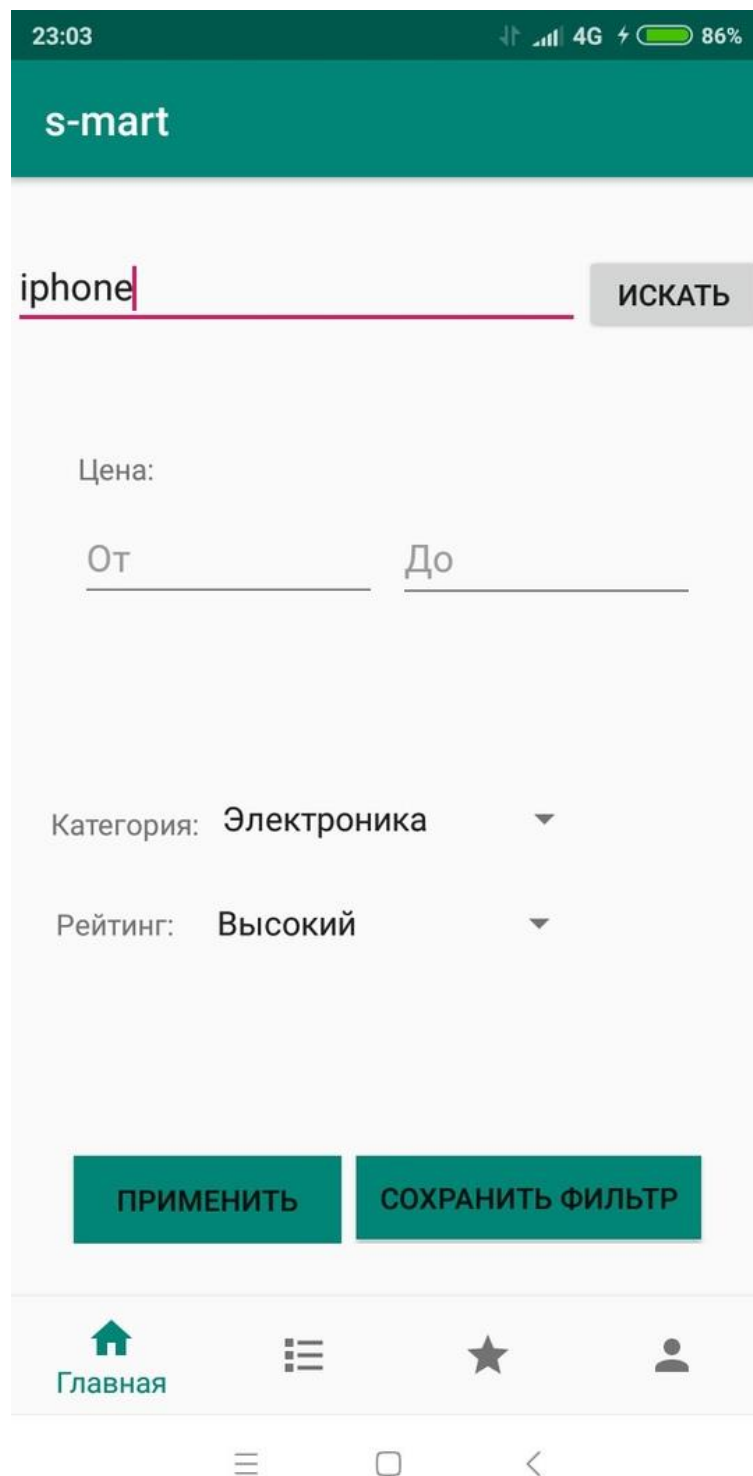 23:03 4G 86%
s-mart
iphone ИСКАТЬ
Цена:
От До
Категория: Электроника
Рейтинг: Высокий
ПРИМЕНИТЬ СОХРАНИТЬ ФИЛЬТР
Главная